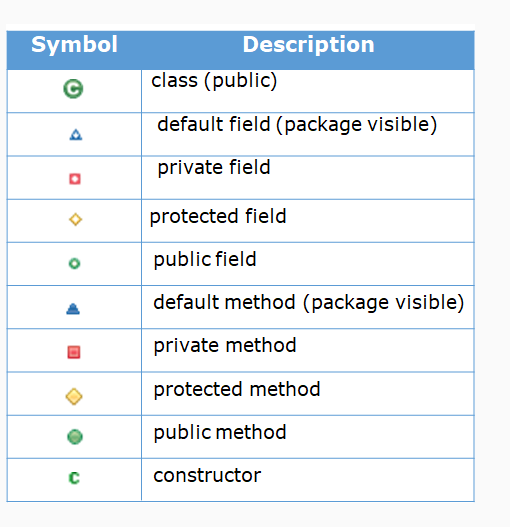 Symbol Description
C class (public)
default field (package visible)
private field
protected field
public field
default method (package visible)
private method
protected method
public method
C constructor